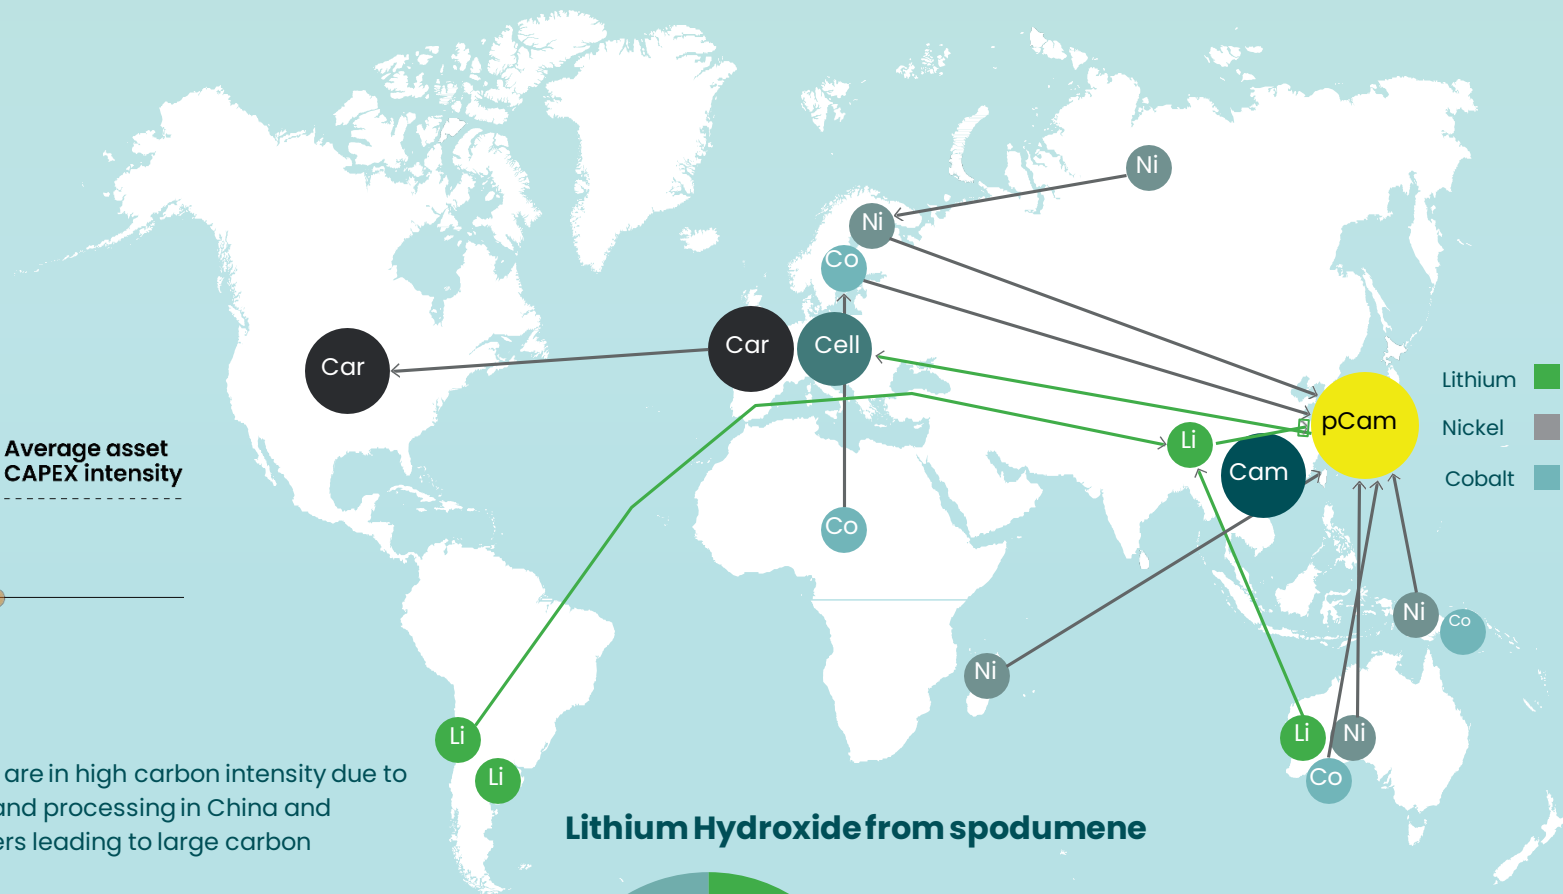 Ni
Ni
Co
Car
Cell
Car
Lithium
pCam
Nickel
Li
Cam
Cobalt
Average asset
CAPEX intensity
Co
Ni
Co
Ni
Li
Li
Ni
Li
Co
are in high carbon intensity due to
and processing in China and
ers leading to large carbon
Lithium Hydroxide from spodumene